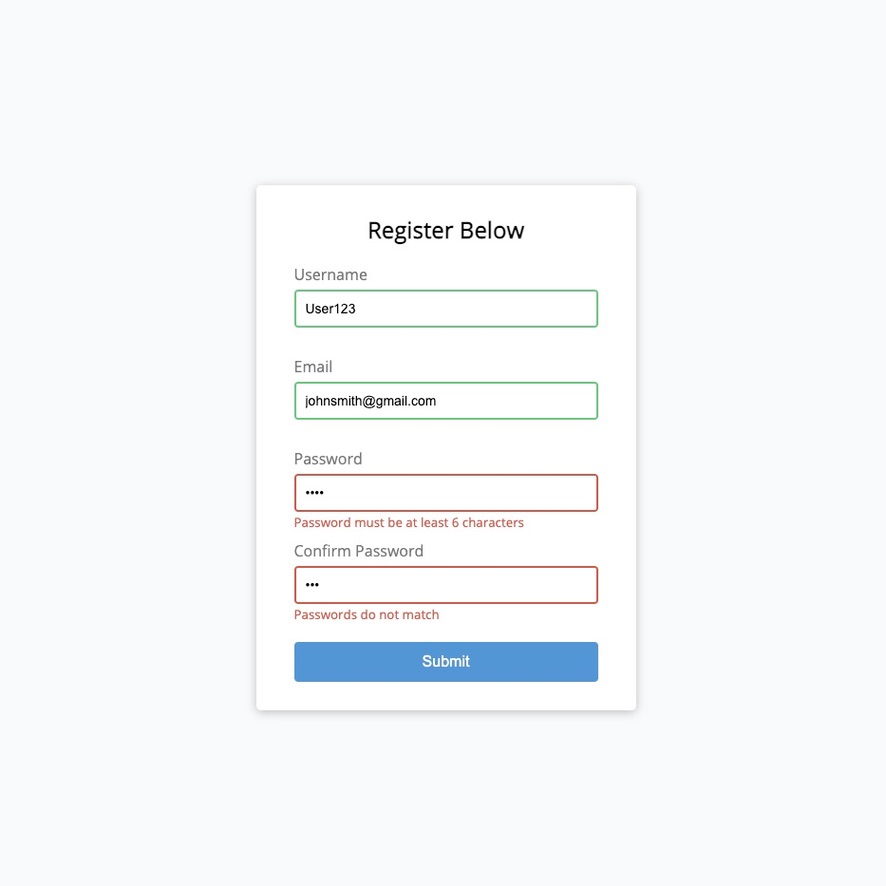 Register Below
Username
User123
Email
johnsmith@gmail.com
Password
••••
Password must be at least 6 characters
Confirm Password
•••
Passwords do not match
Submit